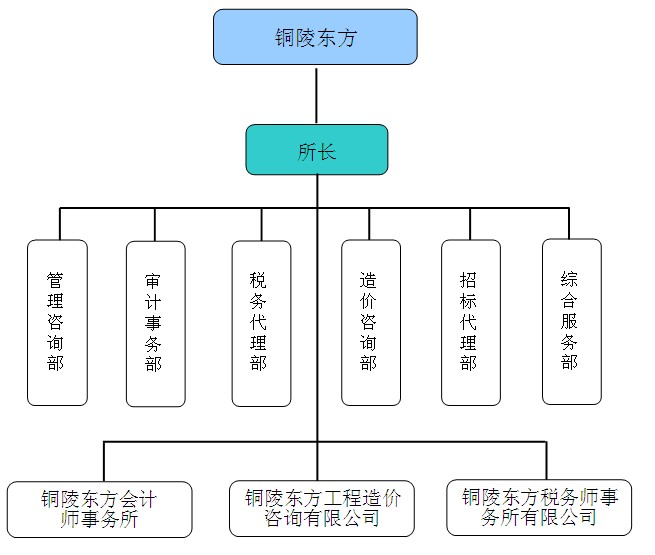 铜陵东方
所长
管理咨询部
审计事务部
税务代理部
造价咨询部
招标代理部
综合服务部
铜陵东方会计
师事务所
铜陵东方工程造价
咨询有限公司
铜陵东方税务师事
务所有限公司